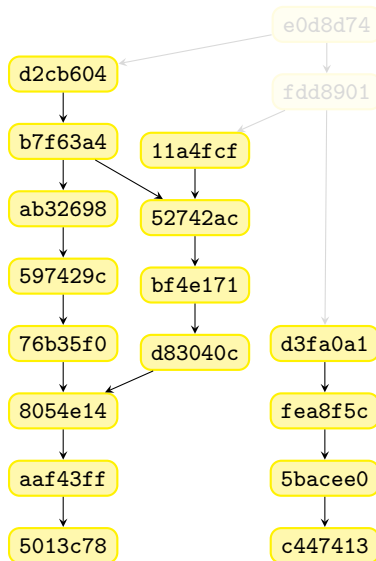 e0d8d74
d2cb604
fdd8901
b7f63a4
11a4fcf
ab32698
52742ac
597429c
bf4e171
76b35f0
d83040c
d3fa0a1
8054e14
fea8f5c
aaf43ff
5bacee0
5013c78
c447413